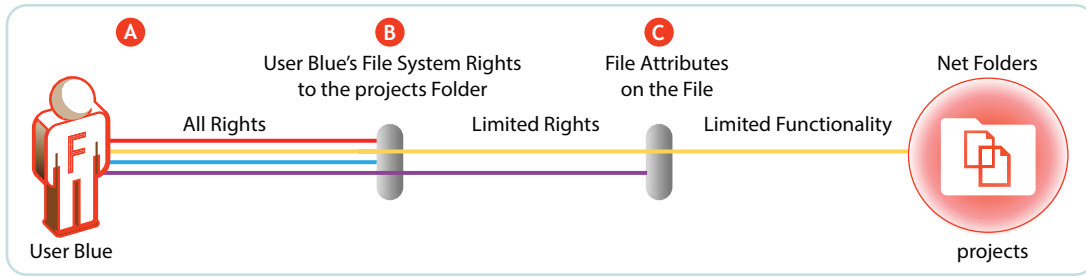 A
B
C
User Blue's File System Rights
to the projects Folder
File Attributes
on the File
Net Folders
All Rights
Limited Rights
Limited Functionality
F
User Blue
projects